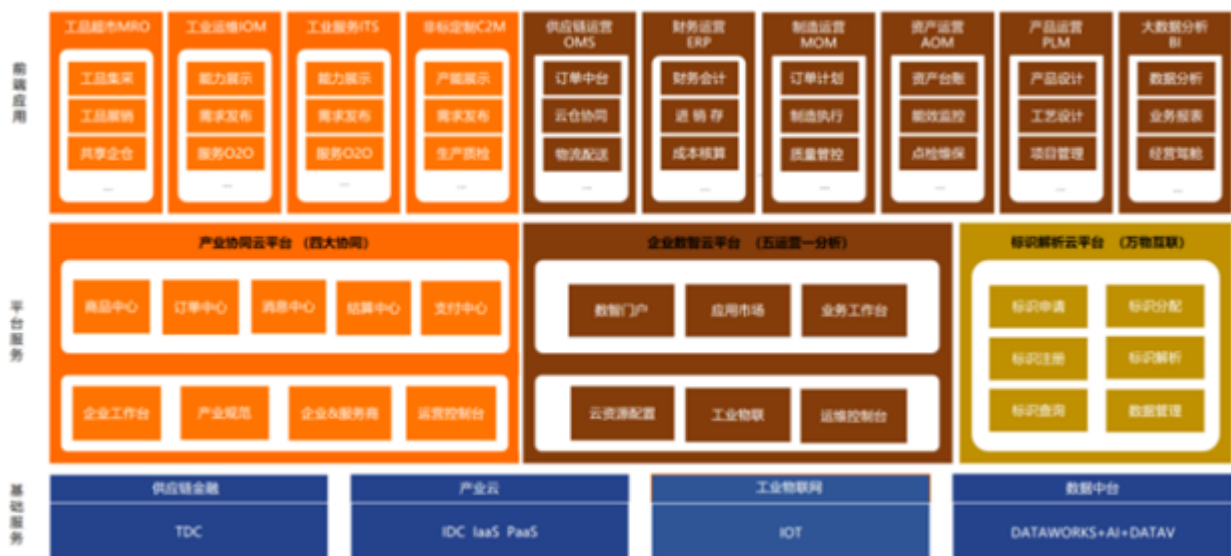 前端应用
工品超市MRO
工品集采
工品展销
共享企仓
...
工业运维IOM
能力展示
需求发布
服务O2O
...
工业服务ITS
能力展示
需求发布
服务O2O
...
非标定制C2M
产能展示
需求发布
生产质检
...
供应链运营
OMS
订单中台
云仓协同
物流配送
...
财务运营
ERP
财务会计
进 销 存
成本核算
...
制造运营
MOM
订单计划
制造执行
质量管控
...
资产运营
AOM
资产台账
能效监控
点检维保
...
产品运营
PLM
产品设计
工艺设计
项目管理
...
大数据分析
BI
数据分析
业务报表
经营驾舱
...
平台服务
产业协同云平台 （四大协同）
商品中心
订单中心
消息中心
结算中心
支付中心
企业工作台
产业规范
企业&服务商
运营控制台
企业数智云平台 （五运营一分析）
数智门户
应用市场
业务工作台
云资源配置
工业物联
运维控制台
标识解析云平台 （万物互联）
标识申请
标识分配
标识注册
标识解析
标识查询
数据管理
基础服务
供应链金融
TDC
产业云
IDC IaaS PaaS
工业物联网
IOT
数据中台
DATAWORKS+AI+DATAV